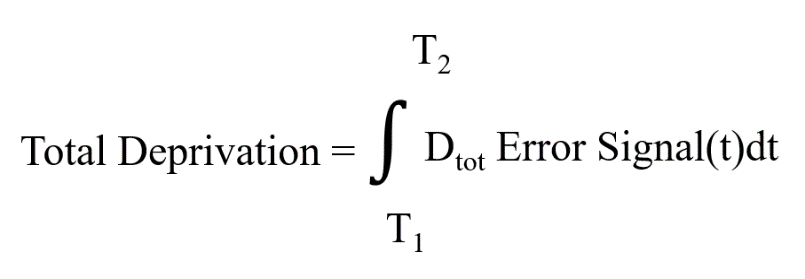 T₂
Total Deprivation = ∫ Dₜₒₜ Error Signal(t)dt
T₁